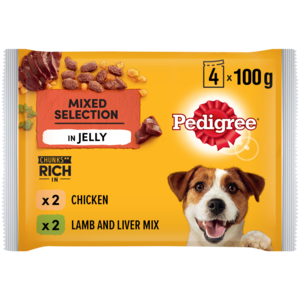 4 x 100g
MIXED
SELECTION
IN JELLY
Pedigree
CHUNKS
RICH
IN
x 2 CHICKEN
x 2 LAMB AND LIVER MIX